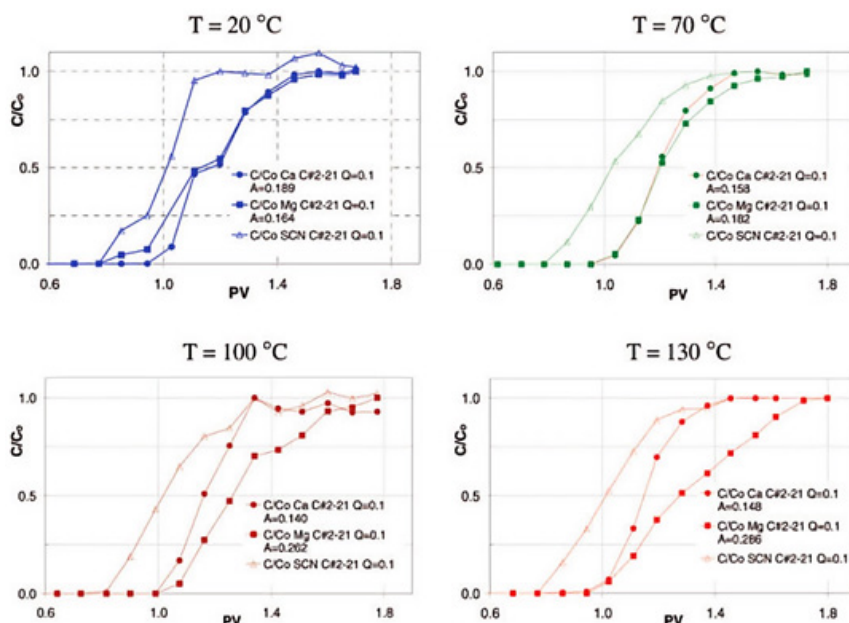 T = 20 °C
T = 70 °C
1.0
0.5
0.0
C/Co
C/Co Ca C#2-21 Q=0.1
A=0.189
C/Co Mg C#2-21 Q=0.1
A=0.164
C/Co SCN C#2-21 Q=0.1
0.6 1.0 1.4 1.8
PV
1.0
0.5
0.0
C/Co
C/Co Ca C#2-21 Q=0.1
A=0.158
C/Co Mg C#2-21 Q=0.1
A=0.182
C/Co SCN C#2-21 Q=0.1
0.6 1.0 1.4 1.8
PV
T = 100 °C
T = 130 °C
1.0
0.5
0.0
C/Co
C/Co Ca C#2-21 Q=0.1
A=0.140
C/Co Mg C#2-21 Q=0.1
A=0.262
C/Co SCN C#2-21 Q=0.1
0.6 1.0 1.4 1.8
PV
1.0
0.5
0.0
C/Co
C/Co Ca C#2-21 Q=0.1
A=0.148
C/Co Mg C#2-21 Q=0.1
A=0.286
C/Co SCN C#2-21 Q=0.1
0.6 1.0 1.4 1.8
PV